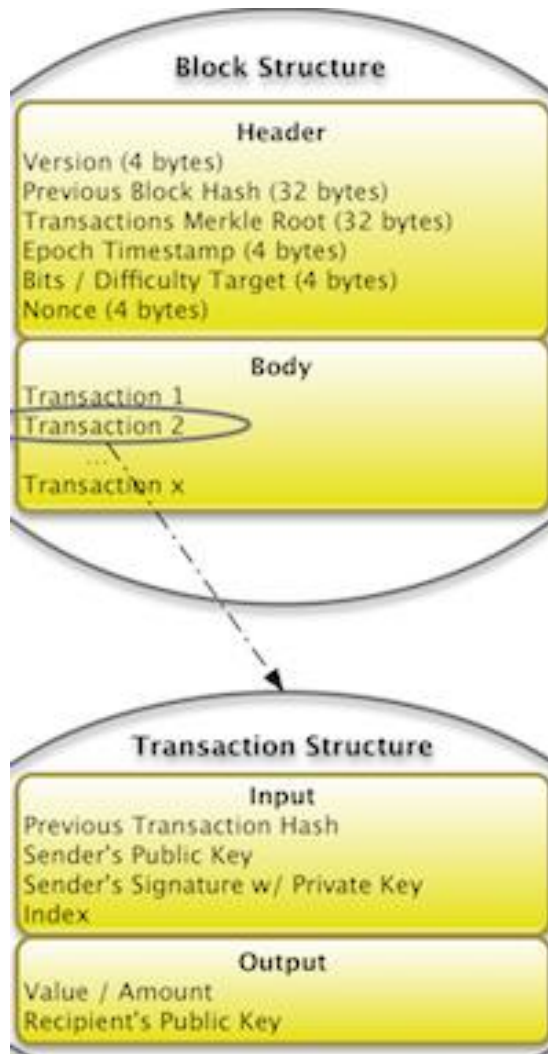 Block Structure
Header
Version (4 bytes)
Previous Block Hash (32 bytes)
Transactions Merkle Root (32 bytes)
Epoch Timestamp (4 bytes)
Bits / Difficulty Target (4 bytes)
Nonce (4 bytes)
Body
Transaction 1
Transaction 2
...
Transaction x
Transaction Structure
Input
Previous Transaction Hash
Sender's Public Key
Sender's Signature w/ Private Key
Index
Output
Value / Amount
Recipient's Public Key